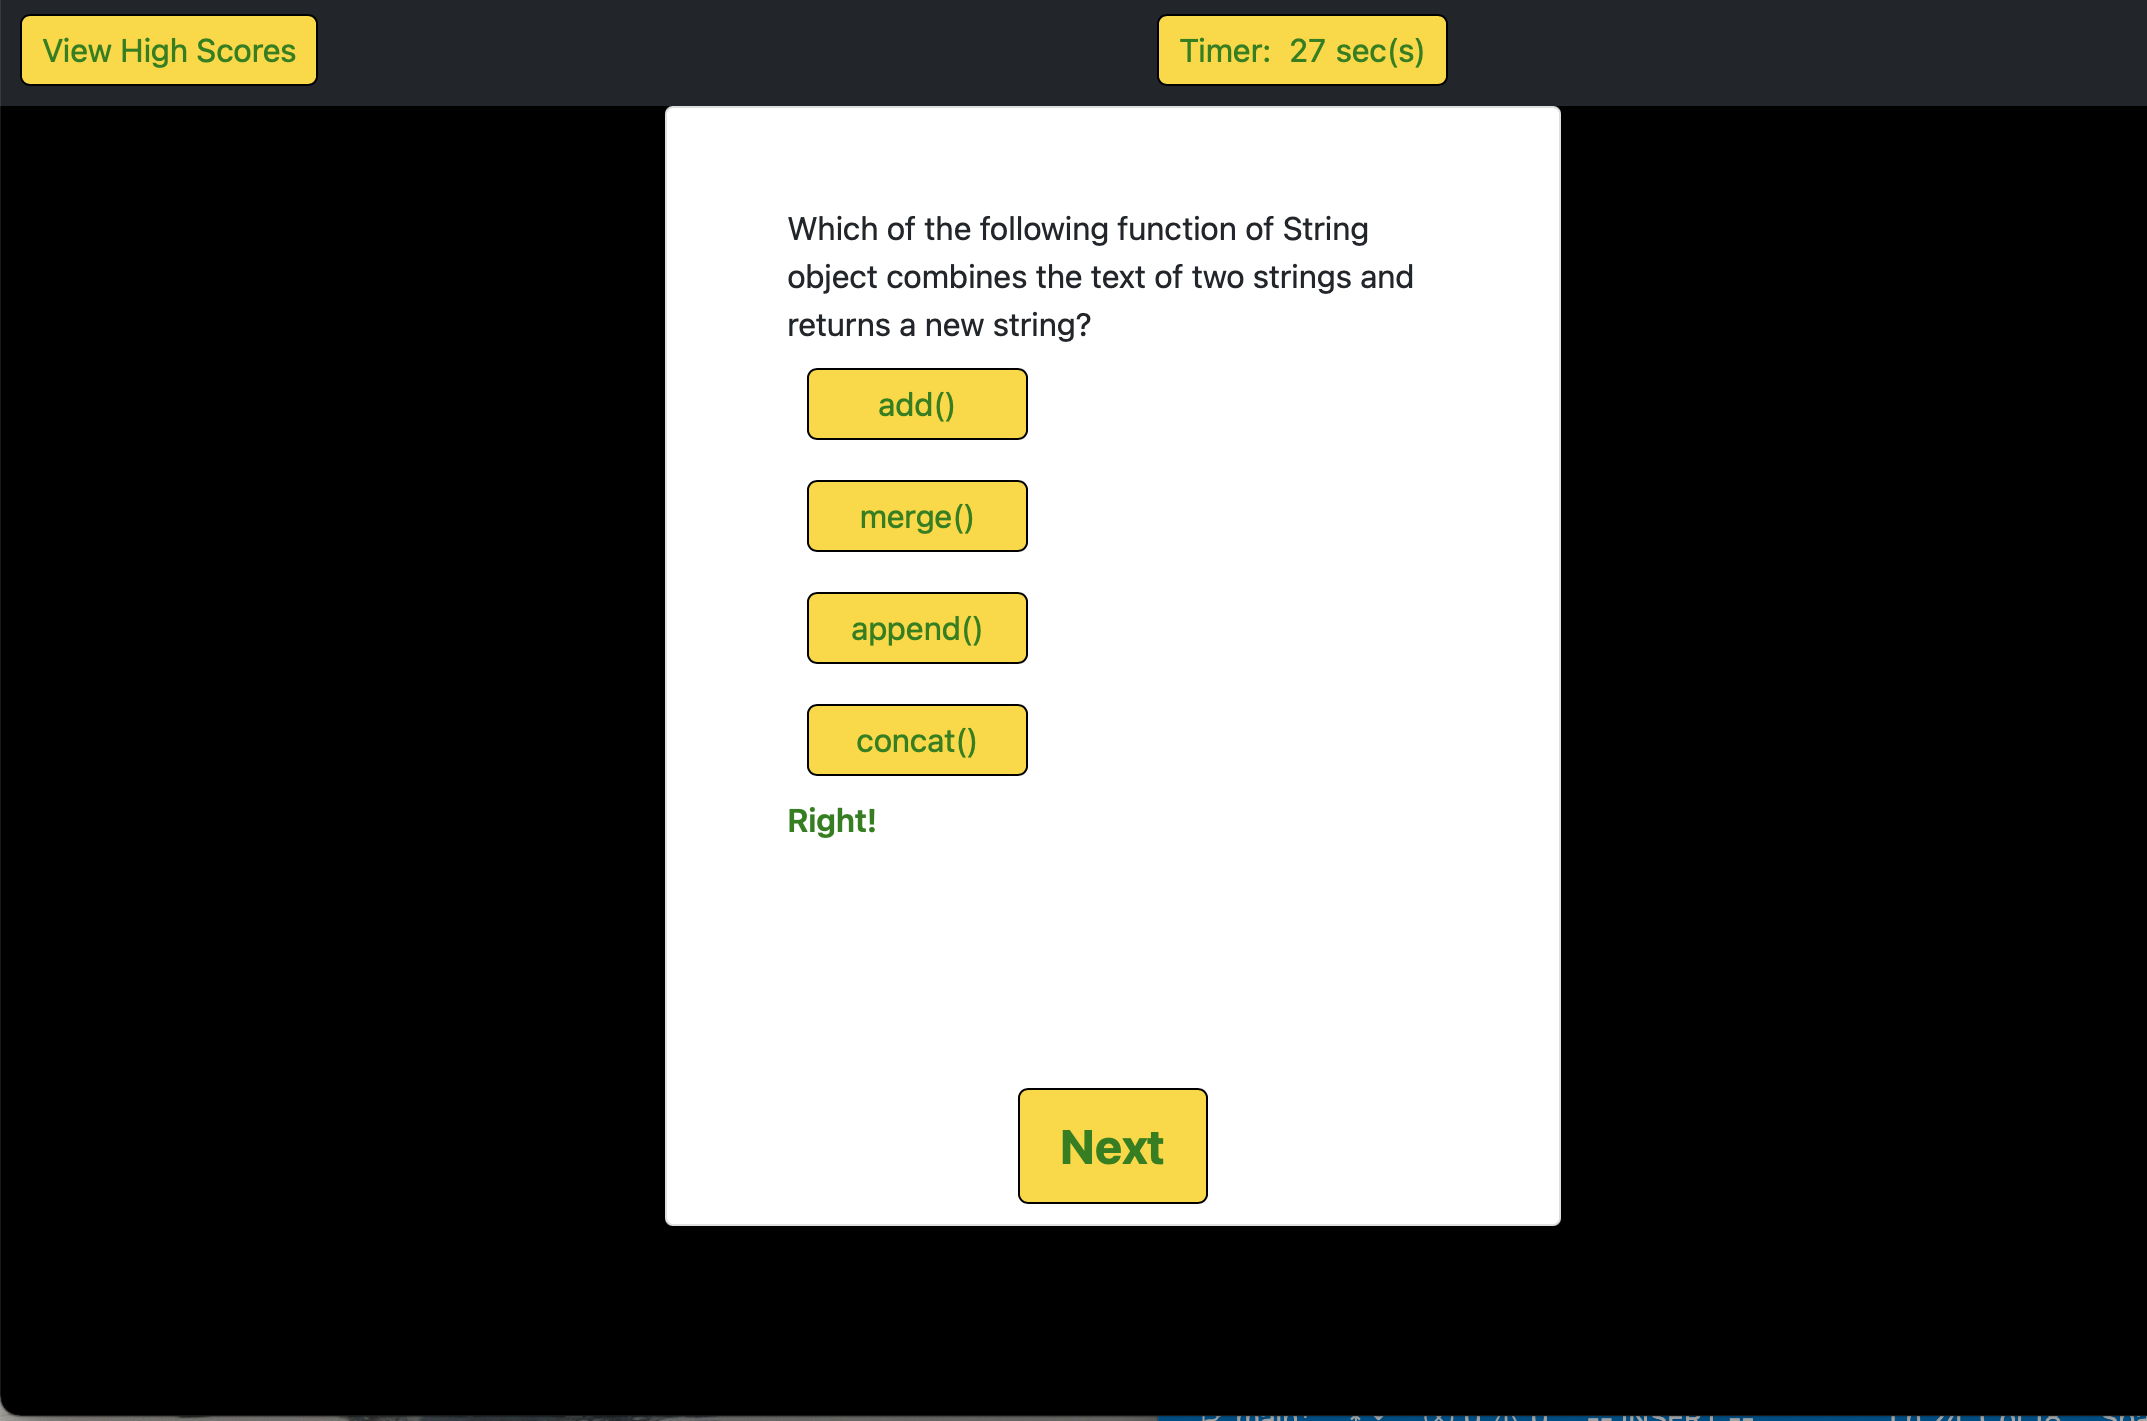 View High Scores
Timer: 27 sec(s)
Which of the following function of String
object combines the text of two strings and
returns a new string?
add()
merge()
append()
concat()
Right!
Next
-- INSERT --